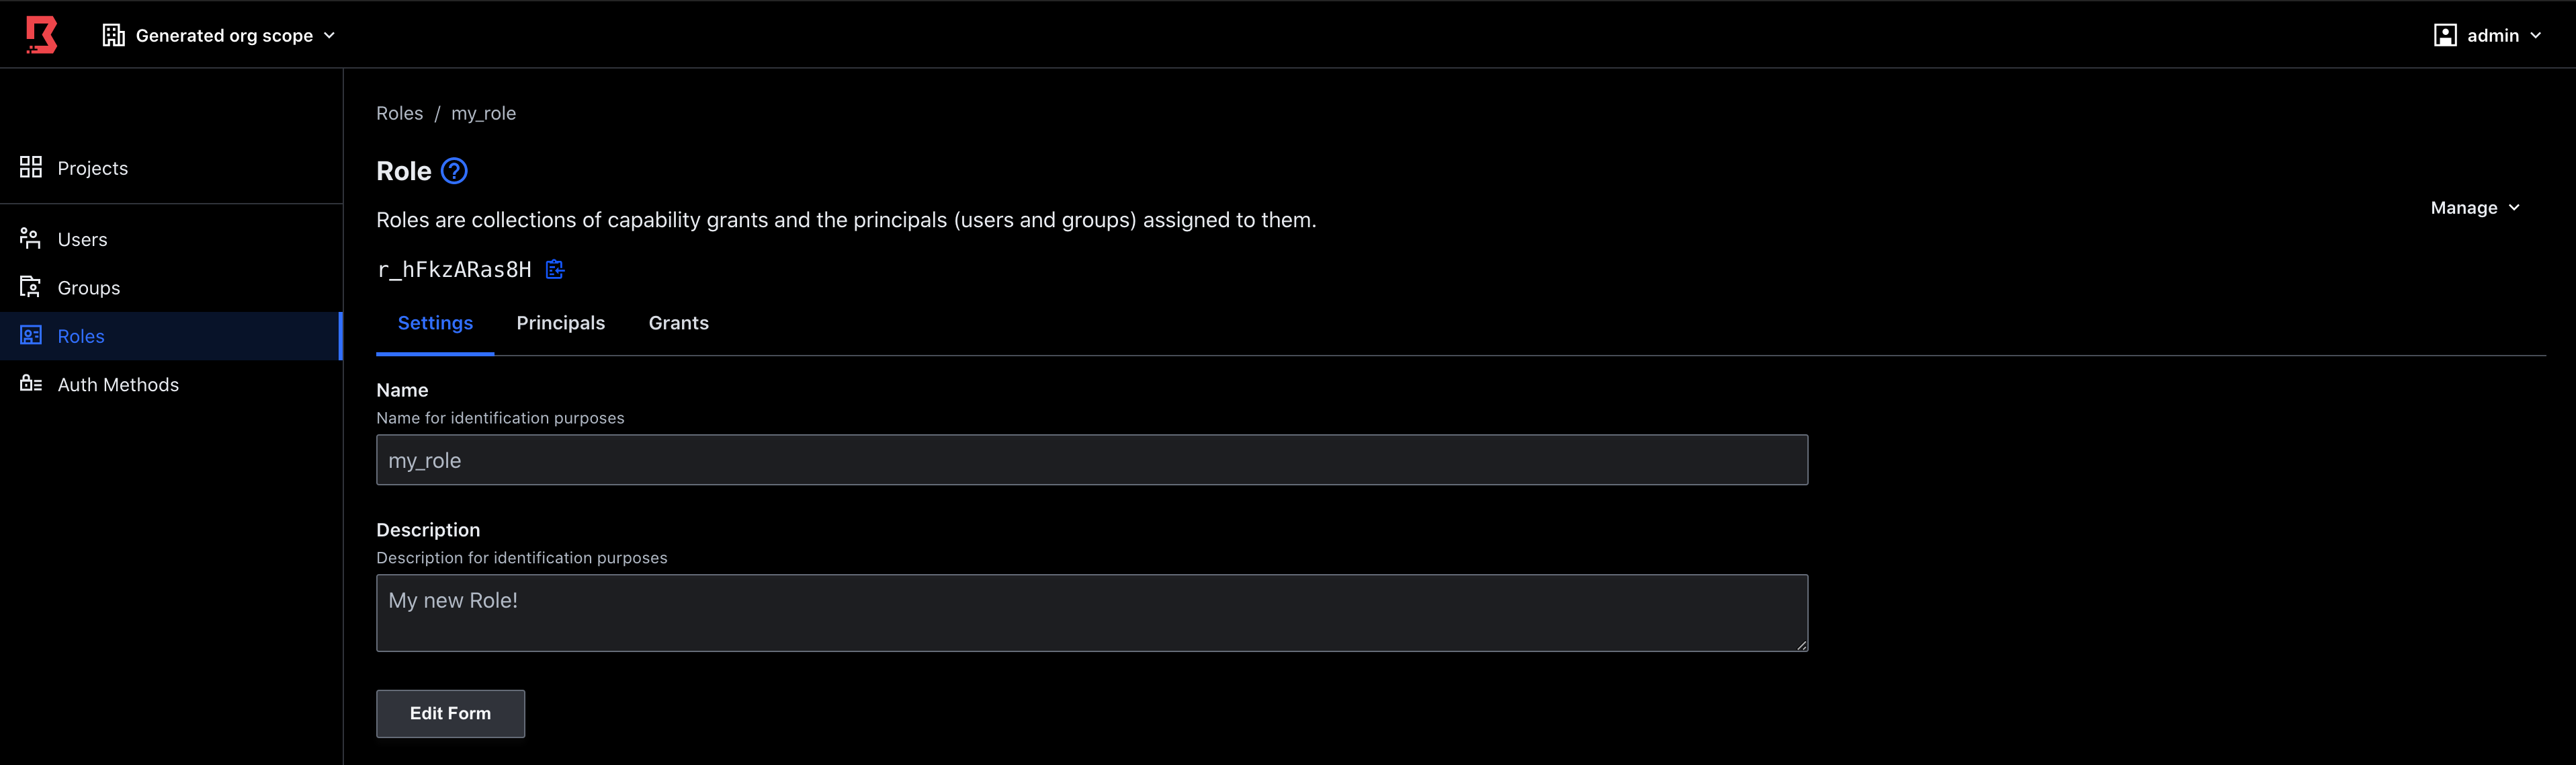 Generated org scope
admin
Projects
Users
Groups
Roles
Auth Methods
Roles / my_role
Role
Roles are collections of capability grants and the principals (users and groups) assigned to them.
Manage
r_hFkzARas8H
Settings Principals Grants
Name
Name for identification purposes
my_role
Description
Description for identification purposes
My new Role!
Edit Form